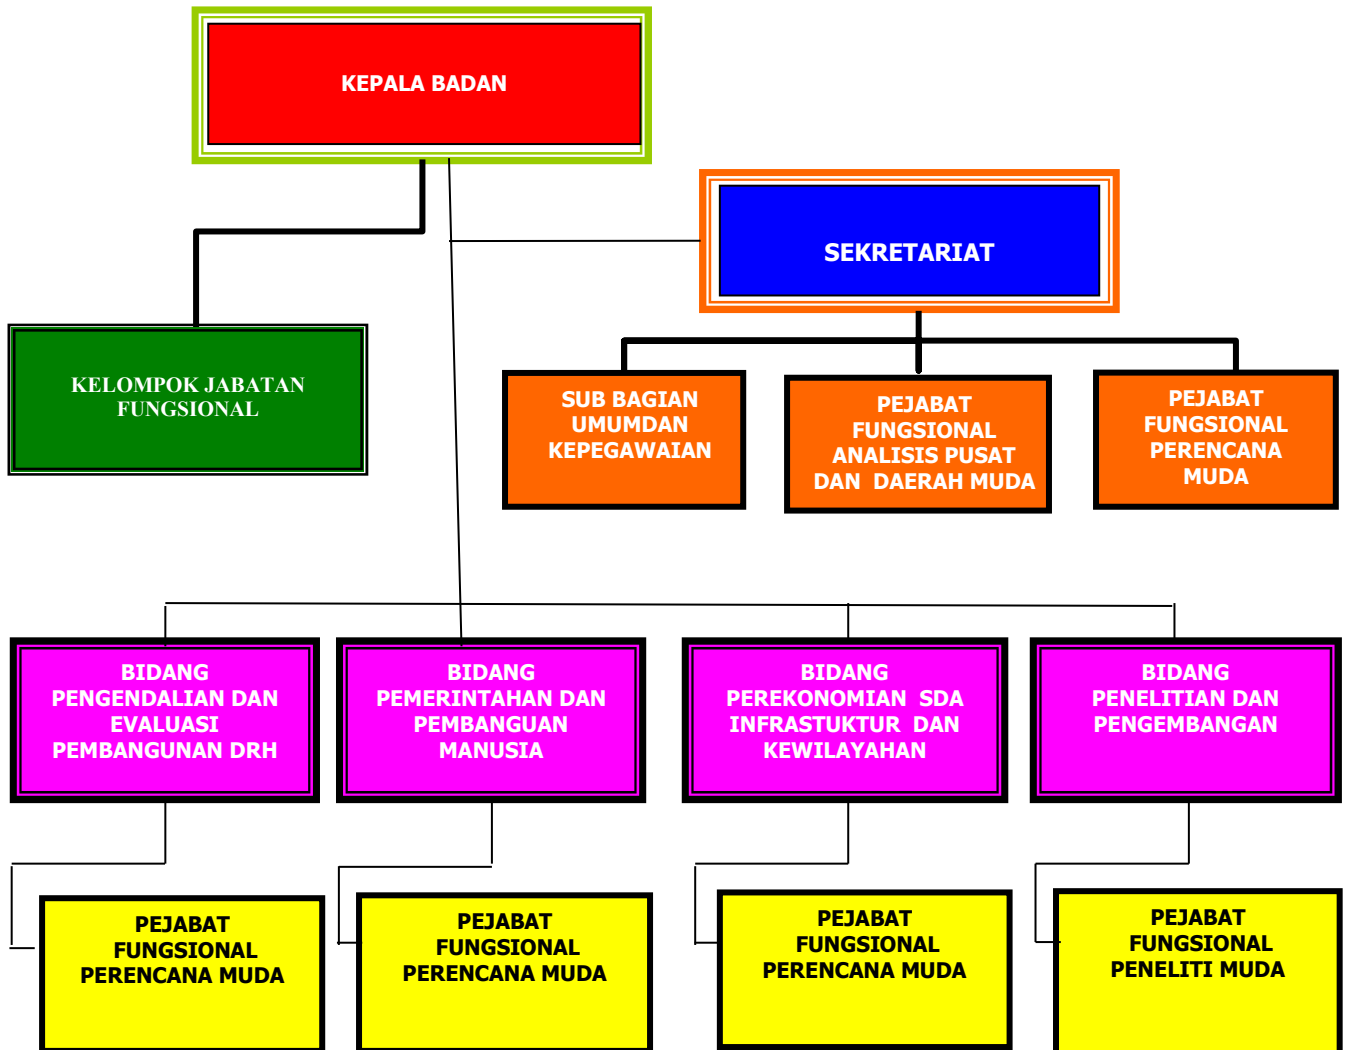 KEPALA BADAN
SEKRETARIAT
KELOMPOK JABATAN
FUNGSIONAL
SUB BAGIAN
UMUMDAN
KEPEGAWAIAN
PEJABAT
FUNGSIONAL
ANALISIS PUSAT
DAN DAERAH MUDA
PEJABAT
FUNGSIONAL
PERENCANA
MUDA
BIDANG
PENGENDALIAN DAN
EVALUASI
PEMBANGUNAN DRH
BIDANG
PEMERINTAHAN DAN
PEMBANGUAN
MANUSIA
BIDANG
PEREKONOMIAN SDA
INFRASTUKTUR DAN
KEWILAYAHAN
BIDANG
PENELITIAN DAN
PENGEMBANGAN
PEJABAT
FUNGSIONAL
PERENCANA MUDA
PEJABAT
FUNGSIONAL
PERENCANA MUDA
PEJABAT
FUNGSIONAL
PERENCANA MUDA
PEJABAT
FUNGSIONAL
PENELITI MUDA